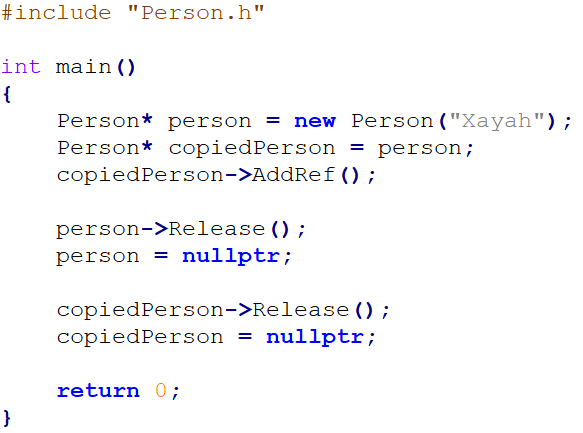 #include "Person.h"
int main()
{
Person* person = new Person("Xayah");
Person* copiedPerson = person;
copiedPerson->AddRef();
person->Release();
person = nullptr;
copiedPerson->Release();
copiedPerson = nullptr;
return 0;
}